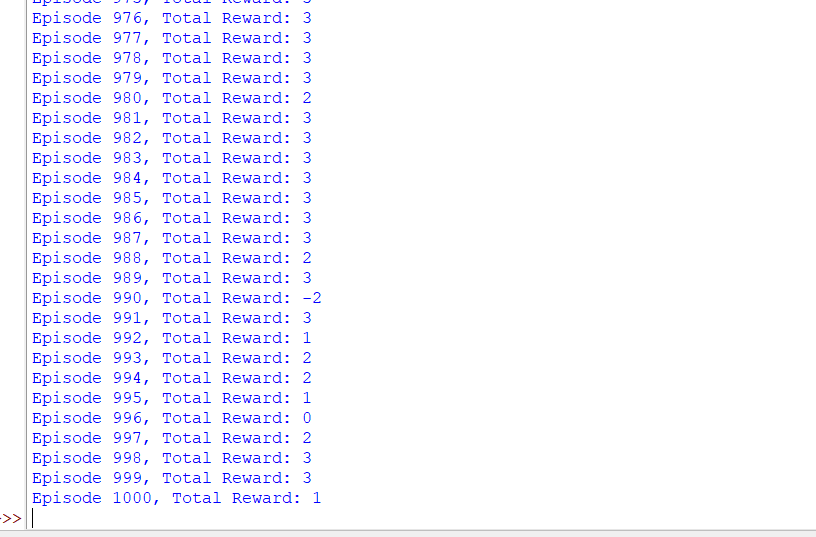 Episode 975, Total Reward: 3
Episode 976, Total Reward: 3
Episode 977, Total Reward: 3
Episode 978, Total Reward: 3
Episode 979, Total Reward: 3
Episode 980, Total Reward: 2
Episode 981, Total Reward: 3
Episode 982, Total Reward: 3
Episode 983, Total Reward: 3
Episode 984, Total Reward: 3
Episode 985, Total Reward: 3
Episode 986, Total Reward: 3
Episode 987, Total Reward: 3
Episode 988, Total Reward: 2
Episode 989, Total Reward: 3
Episode 990, Total Reward: -2
Episode 991, Total Reward: 3
Episode 992, Total Reward: 1
Episode 993, Total Reward: 2
Episode 994, Total Reward: 2
Episode 995, Total Reward: 1
Episode 996, Total Reward: 0
Episode 997, Total Reward: 2
Episode 998, Total Reward: 3
Episode 999, Total Reward: 3
Episode 1000, Total Reward: 1
>>>